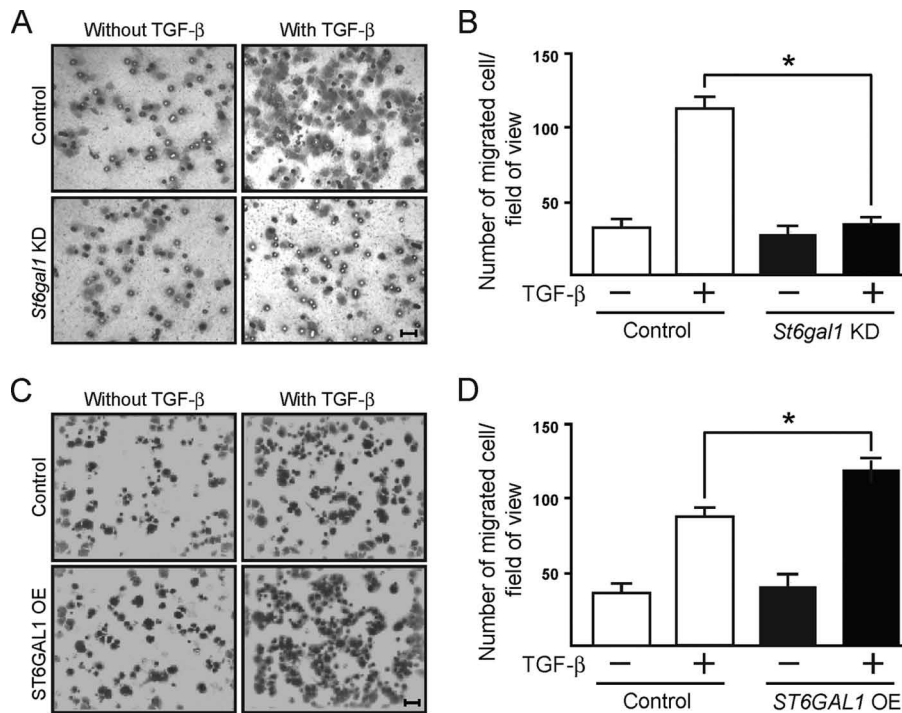 A
Without TGF-β
With TGF-β
Control
St6gal1 KD
B
Number of migrated cell/
field of view
150
100
50
*
TGF-β
− + − +
Control
St6gal1 KD
C
Without TGF-β
With TGF-β
Control
ST6GAL1 OE
D
Number of migrated cell/
field of view
150
100
50
*
TGF-β
− + − +
Control
ST6GAL1 OE